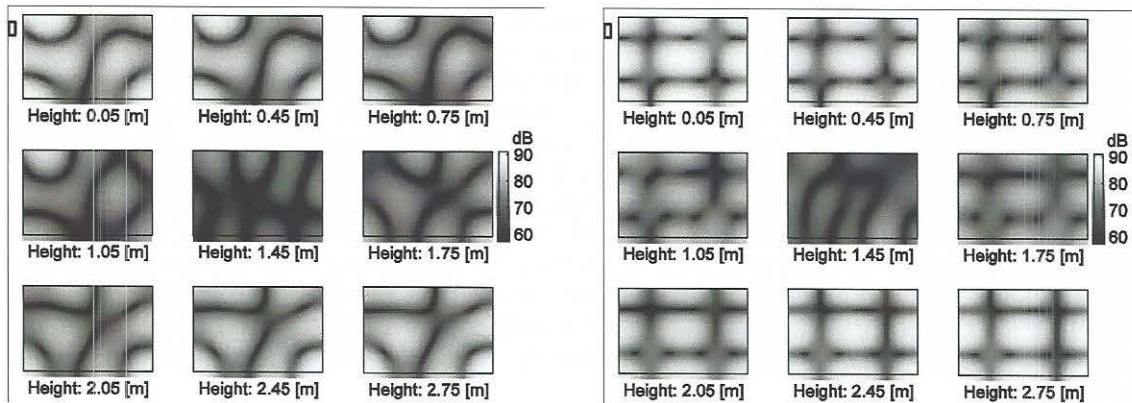 Height: 0.05 [m] Height: 0.45 [m] Height: 0.75 [m]
dB
90
80
70
60
Height: 1.05 [m] Height: 1.45 [m] Height: 1.75 [m]
Height: 2.05 [m] Height: 2.45 [m] Height: 2.75 [m]
Height: 0.05 [m] Height: 0.45 [m] Height: 0.75 [m]
dB
90
80
70
60
Height: 1.05 [m] Height: 1.45 [m] Height: 1.75 [m]
Height: 2.05 [m] Height: 2.45 [m] Height: 2.75 [m]